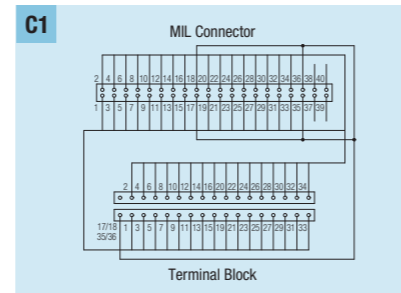 C1
MIL Connector
2 4 6 8 10 12 14 16 18 20 22 24 26 28 30 32 34 36 38 40
1 3 5 7 9 11 13 15 17 19 21 23 25 27 29 31 33 35 37 39
2 4 6 8 10 12 14 16 20 22 24 26 28 30 32 34
17/18 1 3 5 7 9 11 13 15 19 21 23 25 27 29 31 33
35/36
Terminal Block